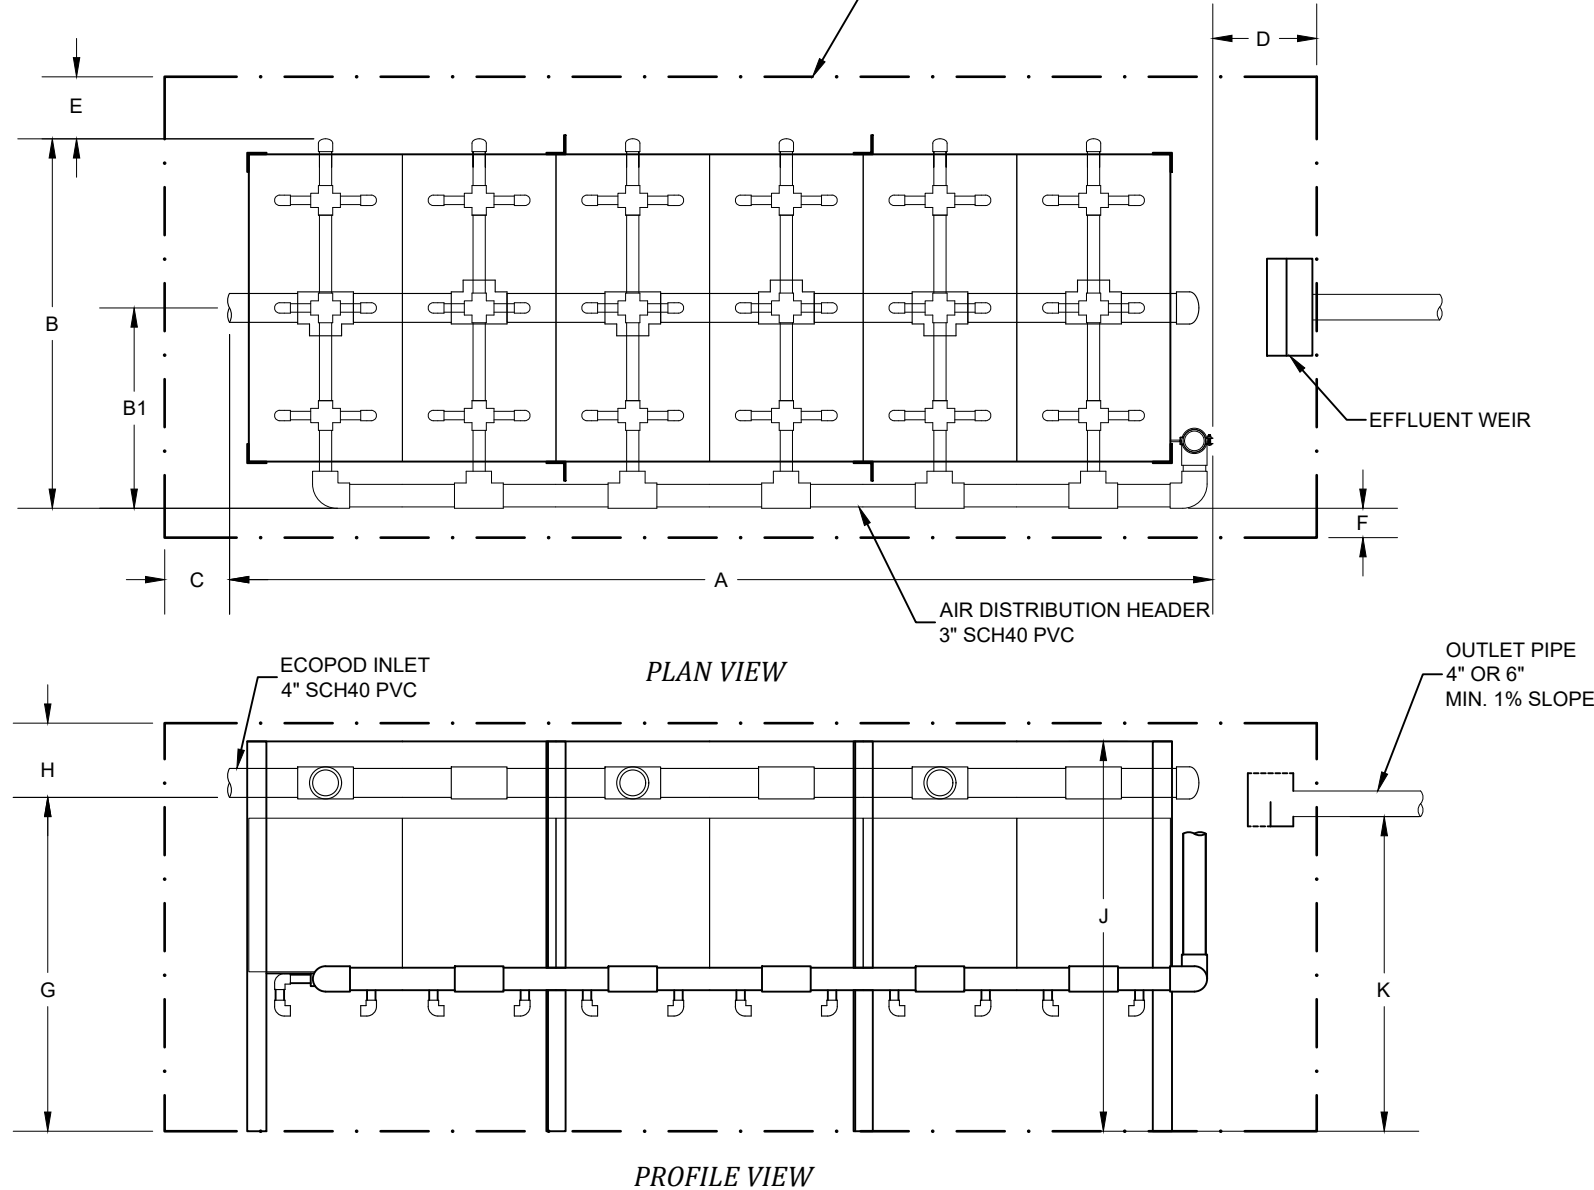 D
E
B
B1
EFFLUENT WEIR
F
C
A
AIR DISTRIBUTION HEADER
3" SCH40 PVC
PLAN VIEW
ECOPOD INLET
4" SCH40 PVC
OUTLET PIPE
4" OR 6"
MIN. 1% SLOPE
H
J
G
K
PROFILE VIEW